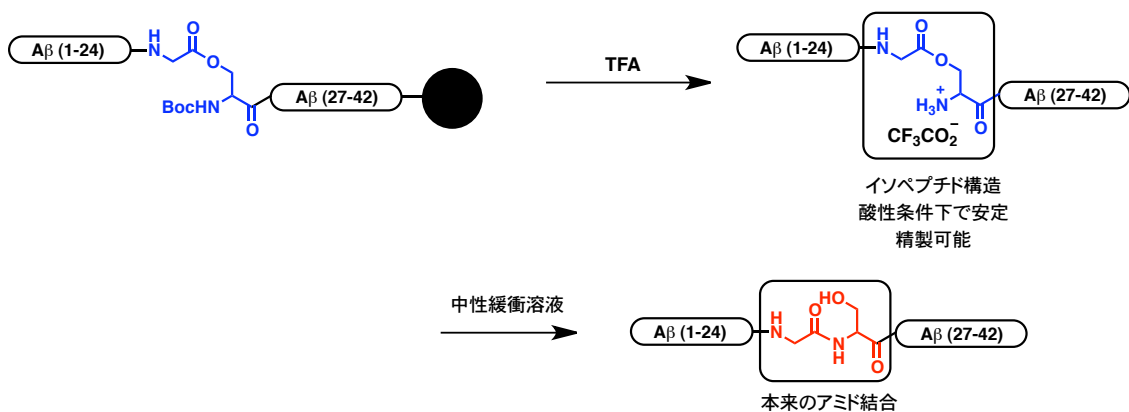 Aβ (1-24)
H
N
O
O
BocHN
O
Aβ (27-42)
TFA
Aβ (1-24)
H
N
O
O
H₃N⁺
O
Aβ (27-42)
CF₃CO₂⁻
イソペプチド構造
酸性条件下で安定
精製可能
中性緩衝溶液
Aβ (1-24)
H
N
O
N
H
HO
O
Aβ (27-42)
本来のアミド結合